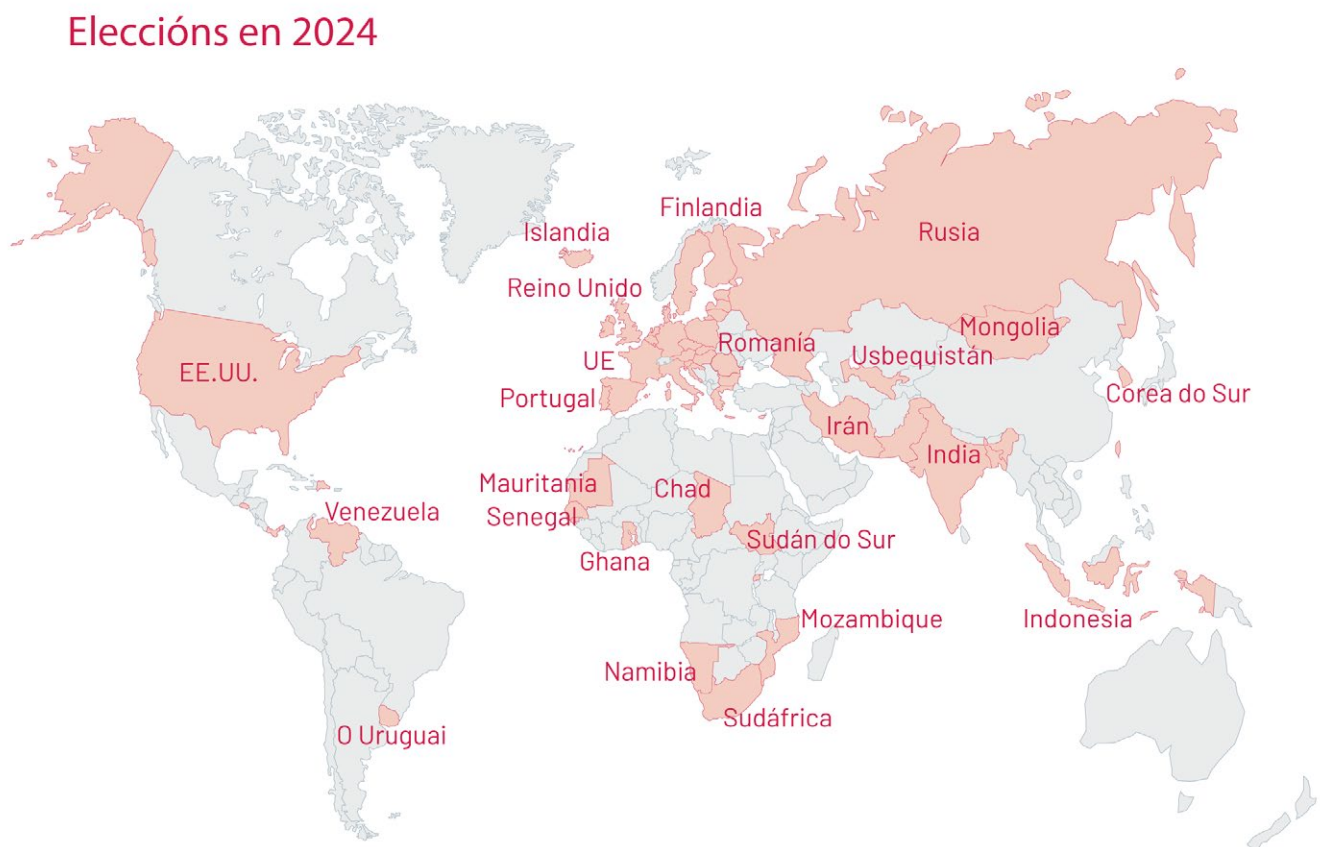 Eleccións en 2024
Finlandia
Islandia
Rusia
Reino Unido
Mongolia
Romanía
UE
Usbequistán
EE.UU.
Portugal
Corea do Sur
Irán
India
Mauritania
Chad
Venezuela
Senegal
Sudán do Sur
Ghana
Mozambique
Indonesia
Namibia
Sudáfrica
O Uruguai